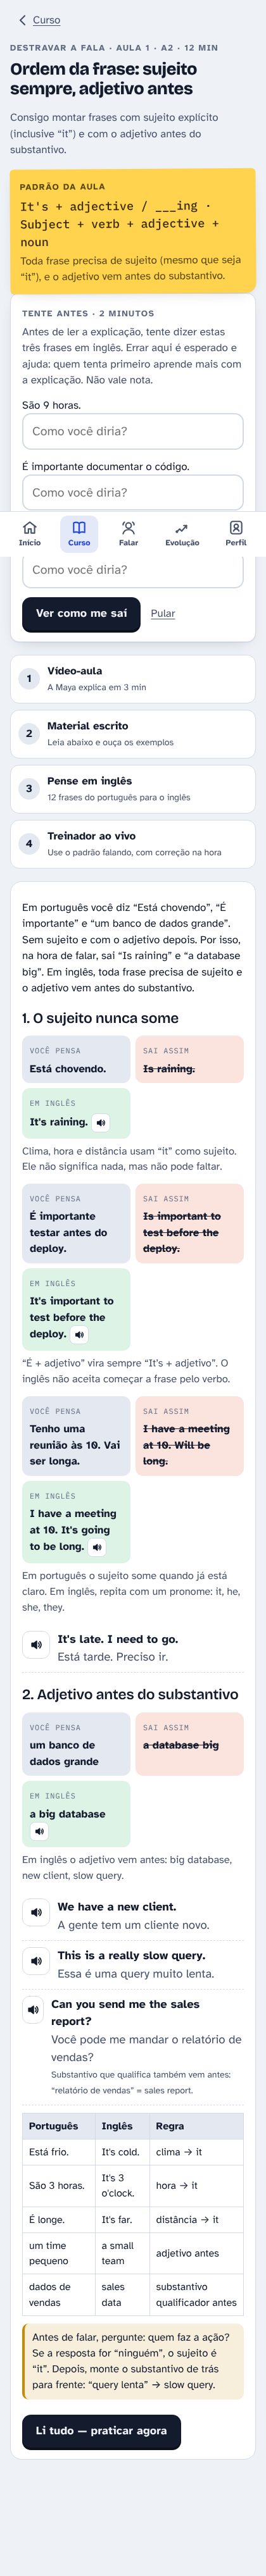 Curso
DESTRAVAR A FALA · AULA 1 · A2 · 12 MIN
Ordem da frase: sujeito
sempre, adjetivo antes
Consigo montar frases com sujeito explícito
(inclusive “it”) e com o adjetivo antes do
substantivo.
PADRÃO DA AULA
It's + adjective / ___ing ·
Subject + verb + adjective +
noun
Toda frase precisa de sujeito (mesmo que seja
“it”), e o adjetivo vem antes do substantivo.
TENTE ANTES · 2 MINUTOS
Antes de ler a explicação, tente dizer estas
três frases em inglês. Errar aqui é esperado e
ajuda: quem tenta primeiro aprende mais com
a explicação. Não vale nota.
São 9 horas.
Como você diria?
É importante documentar o código.
Como você diria?
Início
Curso
Falar
Evolução
Perfil
Como você diria?
Ver como me saí
Pular
1
Vídeo-aula
A Maya explica em 3 min
2
Material escrito
Leia abaixo e ouça os exemplos
3
Pense em inglês
12 frases do português para o inglês
4
Treinador ao vivo
Use o padrão falando, com correção na hora
Em português você diz “Está chovendo”, “É
importante” e “um banco de dados grande”.
Sem sujeito e com o adjetivo depois. Por isso,
na hora de falar, sai “Is raining” e “a database
big”. Em inglês, toda frase precisa de sujeito e
o adjetivo vem antes do substantivo.
1. O sujeito nunca some
VOCÊ PENSA
Está chovendo.
SAI ASSIM
Is raining.
EM INGLÊS
It's raining.
Clima, hora e distância usam “it” como sujeito.
Ele não significa nada, mas não pode faltar.
VOCÊ PENSA
É importante
testar antes do
deploy.
SAI ASSIM
Is important to
test before the
deploy.
EM INGLÊS
It's important to
test before the
deploy.
“É + adjetivo” vira sempre “It's + adjetivo”. O
inglês não aceita começar a frase pelo verbo.
VOCÊ PENSA
Tenho uma
reunião às 10. Vai
ser longa.
SAI ASSIM
I have a meeting
at 10. Will be
long.
EM INGLÊS
I have a meeting
at 10. It's going
to be long.
Em português o sujeito some quando já está
claro. Em inglês, repita com um pronome: it, he,
she, they.
It's late. I need to go.
Está tarde. Preciso ir.
2. Adjetivo antes do substantivo
VOCÊ PENSA
um banco de
dados grande
SAI ASSIM
a database big
EM INGLÊS
a big database
Em inglês o adjetivo vem antes: big database,
new client, slow query.
We have a new client.
A gente tem um cliente novo.
This is a really slow query.
Essa é uma query muito lenta.
Can you send me the sales
report?
Você pode me mandar o relatório de
vendas?
Substantivo que qualifica também vem antes:
“relatório de vendas” = sales report.
Português Inglês Regra
Está frio. It's cold. clima → it
São 3 horas. It's 3 o'clock. hora → it
É longe. It's far. distância → it
um time pequeno a small team adjetivo antes
dados de vendas sales data substantivo qualificador antes
Antes de falar, pergunte: quem faz a ação?
Se a resposta for “ninguém”, o sujeito é
“it”. Depois, monte o substantivo de trás
para frente: “query lenta” → slow query.
Li tudo — praticar agora